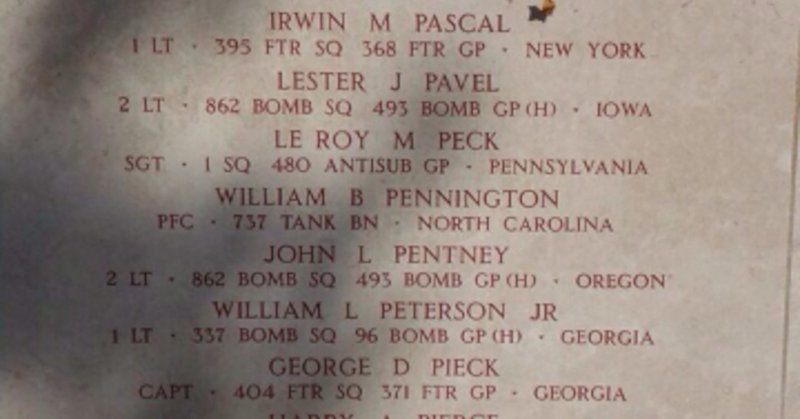 IRWIN M PASCAL
1 LT · 395 FTR SQ 368 FTR GP · NEW YORK
LESTER J PAVEL
2 LT · 862 BOMB SQ 493 BOMB GP (H) · IOWA
LE ROY M PECK
SGT · 1 SQ 480 ANTISUB GP · PENNSYLVANIA
WILLIAM B PENNINGTON
PFC · 737 TANK BN · NORTH CAROLINA
JOHN L PENTNEY
2 LT · 862 BOMB SQ 493 BOMB GP (H) · OREGON
WILLIAM L PETERSON JR
1 LT · 337 BOMB SQ 96 BOMB GP (H) · GEORGIA
GEORGE D PIECK
CAPT · 404 FTR SQ 371 FTR GP · GEORGIA
HARRY A PIERCE